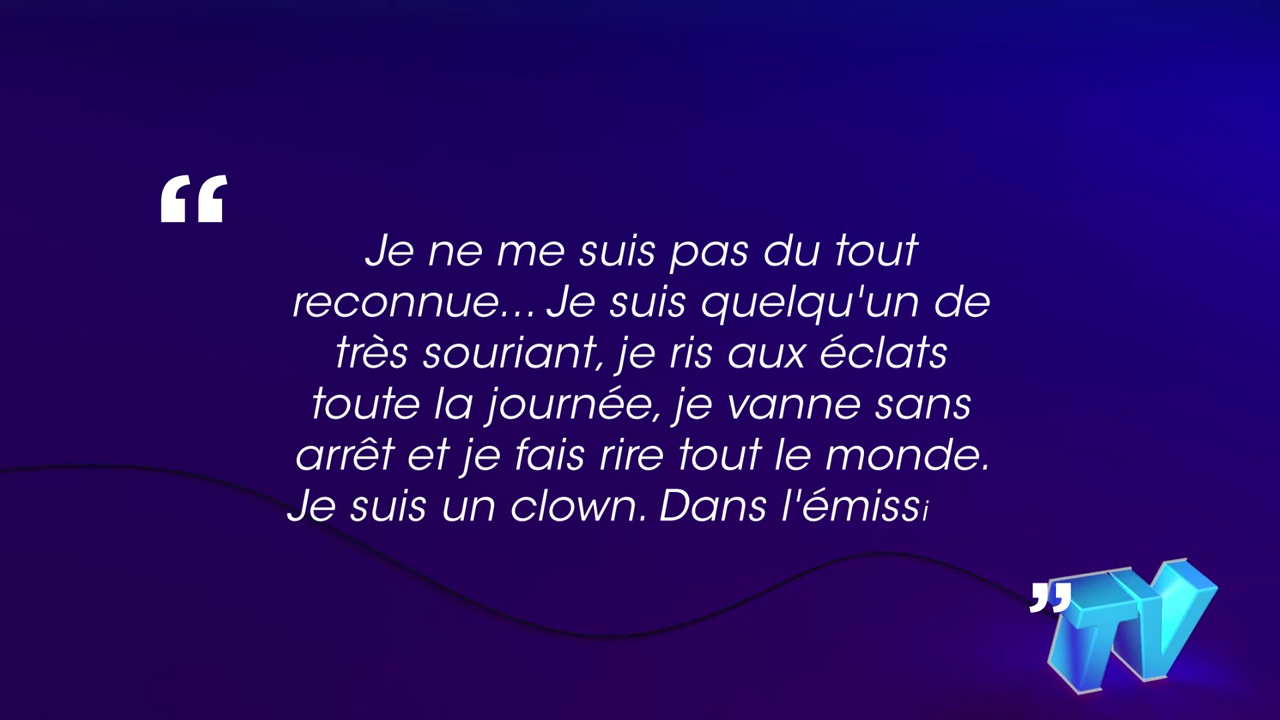 “
Je ne me suis pas du tout
reconnue... Je suis quelqu'un de
très souriant, je ris aux éclats
toute la journée, je vanne sans
arrêt et je fais rire tout le monde.
Je suis un clown. Dans l'émissi
”
TV